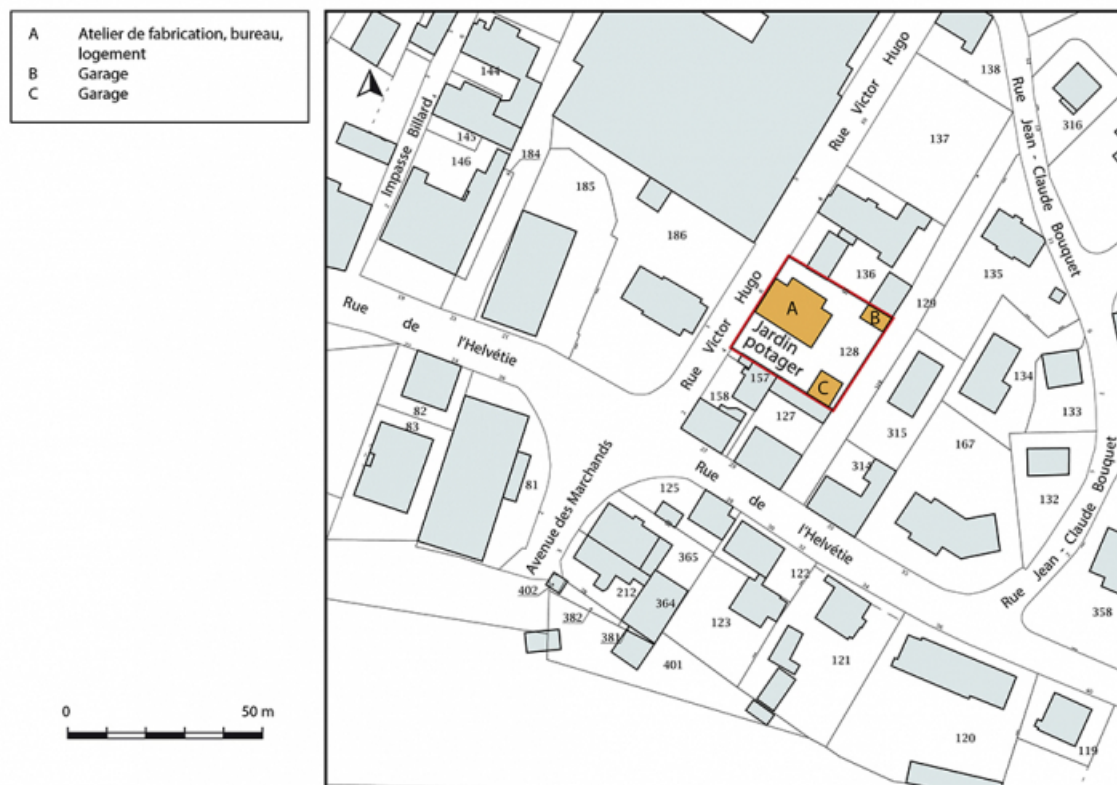 A Atelier de fabrication, bureau,
logement
B Garage
C Garage
0 50 m
144
145
146
184
185
186
Impasse Billard
Rue Victor Hugo
Rue Victor Hugo
138
137
316
Rue Jean - Claude Bouquet
136
135
129
128
A
B
C
Jardin
potager
157
158
127
134
133
315
167
314
132
Rue de l'Helvétie
82
83
81
Avenue des Marchands
125
Rue de l'Helvétie
Rue Jean-Claude Bouquet
365
122
402
212
364
382
381
123
401
121
358
120
119